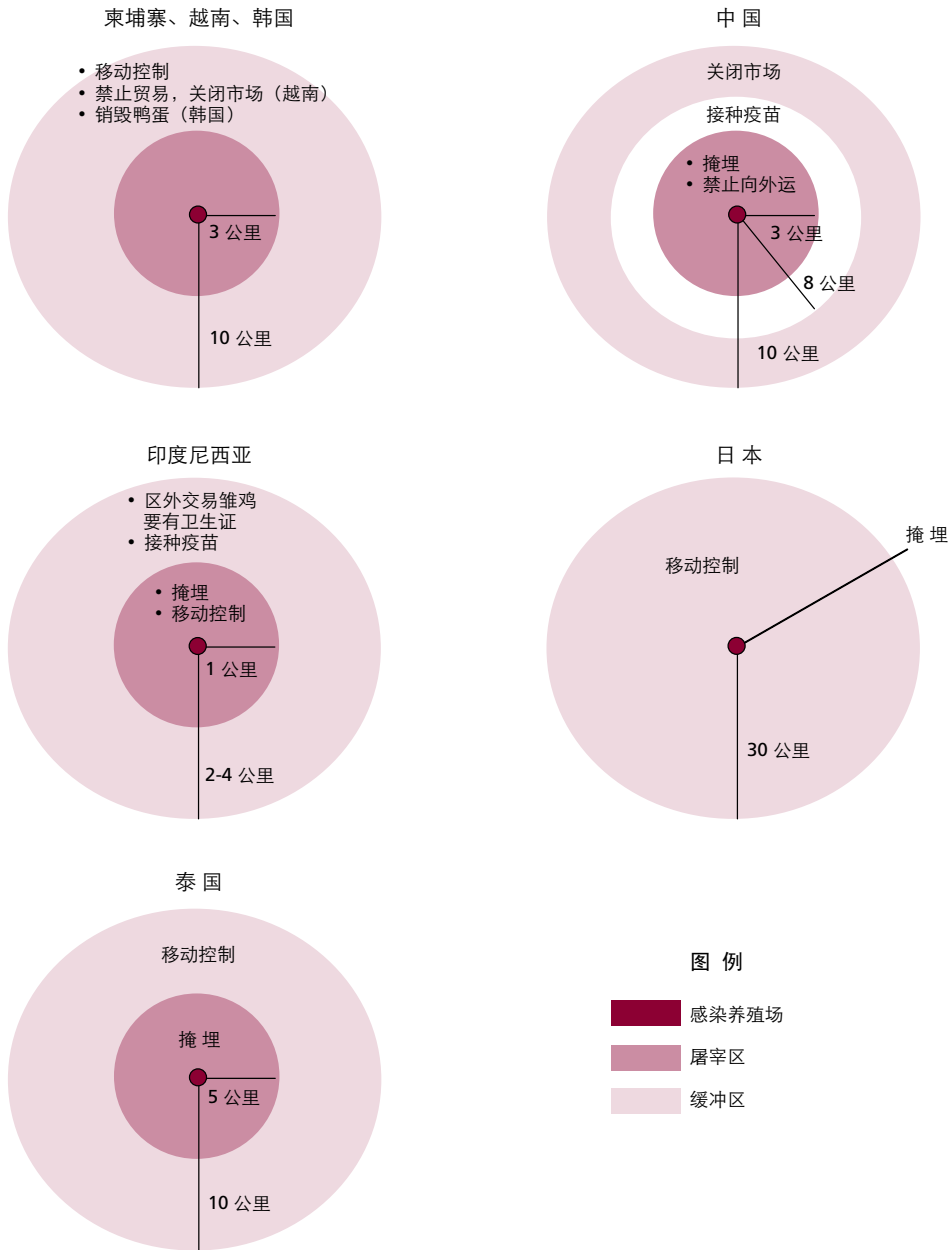 柬埔寨、越南、韩国
• 移动控制
• 禁止贸易，关闭市场（越南）
• 销毁鸭蛋（韩国）
3 公里
10 公里
中 国
关闭市场
接种疫苗
• 掩埋
• 禁止向外运
3 公里
8 公里
10 公里
印度尼西亚
• 区外交易雏鸡
要有卫生证
• 接种疫苗
• 掩埋
• 移动控制
1 公里
2-4 公里
日 本
掩 埋
移动控制
30 公里
泰 国
移动控制
掩 埋
5 公里
10 公里
图 例
感染养殖场
屠宰区
缓冲区